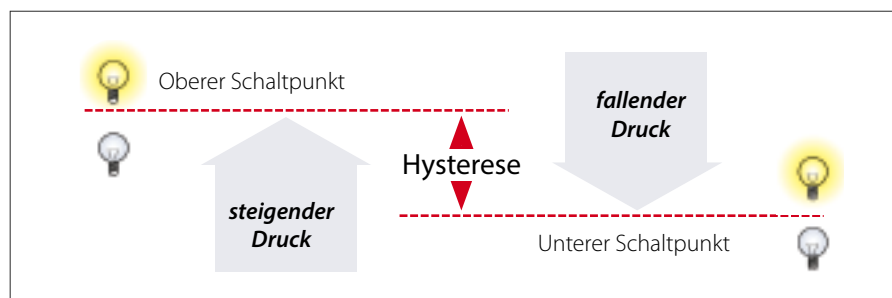 Oberer Schaltpunkt
fallender
Druck
Hysterese
steigender
Druck
Unterer Schaltpunkt